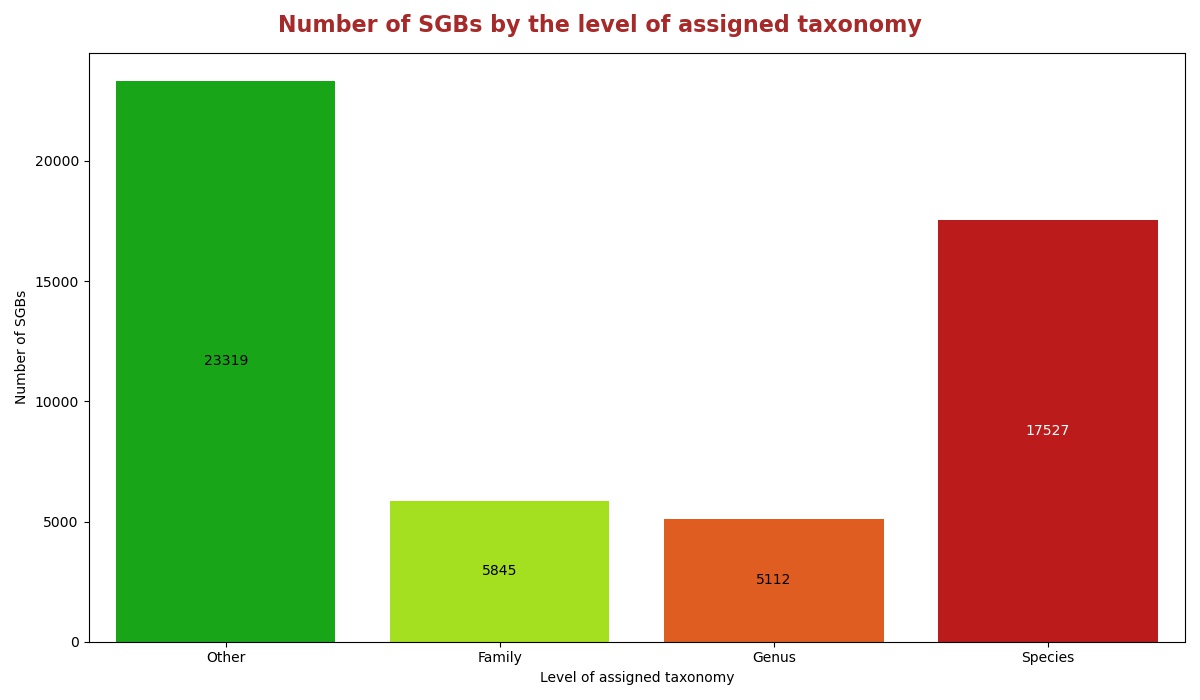 Number of SGBs by the level of assigned taxonomy
Number of SGBs
20000
15000
10000
5000
0
23319
5845
5112
17527
Other
Family
Genus
Species
Level of assigned taxonomy